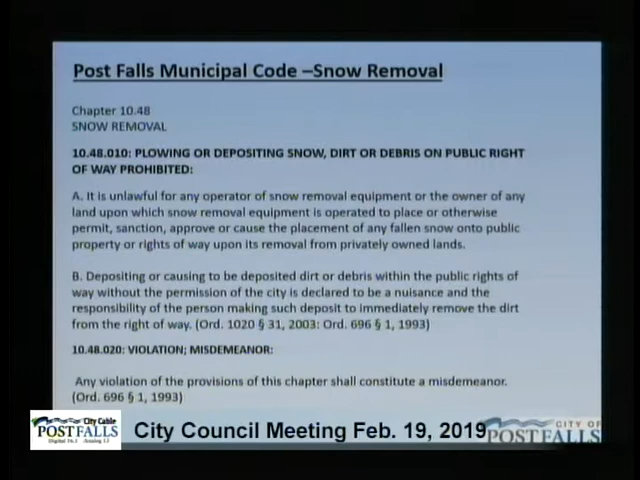 Post Falls Municipal Code –Snow Removal
Chapter 10.48
SNOW REMOVAL
10.48.010: PLOWING OR DEPOSITING SNOW, DIRT OR DEBRIS ON PUBLIC RIGHT
OF WAY PROHIBITED:
A. It is unlawful for any operator of snow removal equipment or the owner of any
land upon which snow removal equipment is operated to place or otherwise
permit, sanction, approve or cause the placement of any fallen snow onto public
property or rights of way upon its removal from privately owned lands.
B. Depositing or causing to be deposited dirt or debris within the public rights of
way without the permission of the city is declared to be a nuisance and the
responsibility of the person making such deposit to immediately remove the dirt
from the right of way. (Ord. 1020 § 31, 2003: Ord. 696 § 1, 1993)
10.48.020: VIOLATION; MISDEMEANOR:
Any violation of the provisions of this chapter shall constitute a misdemeanor.
(Ord. 696 § 1, 1993)
City Cable
POSTFALLS
City Council Meeting Feb. 19, 2019
CITY OF
POSTFALLS